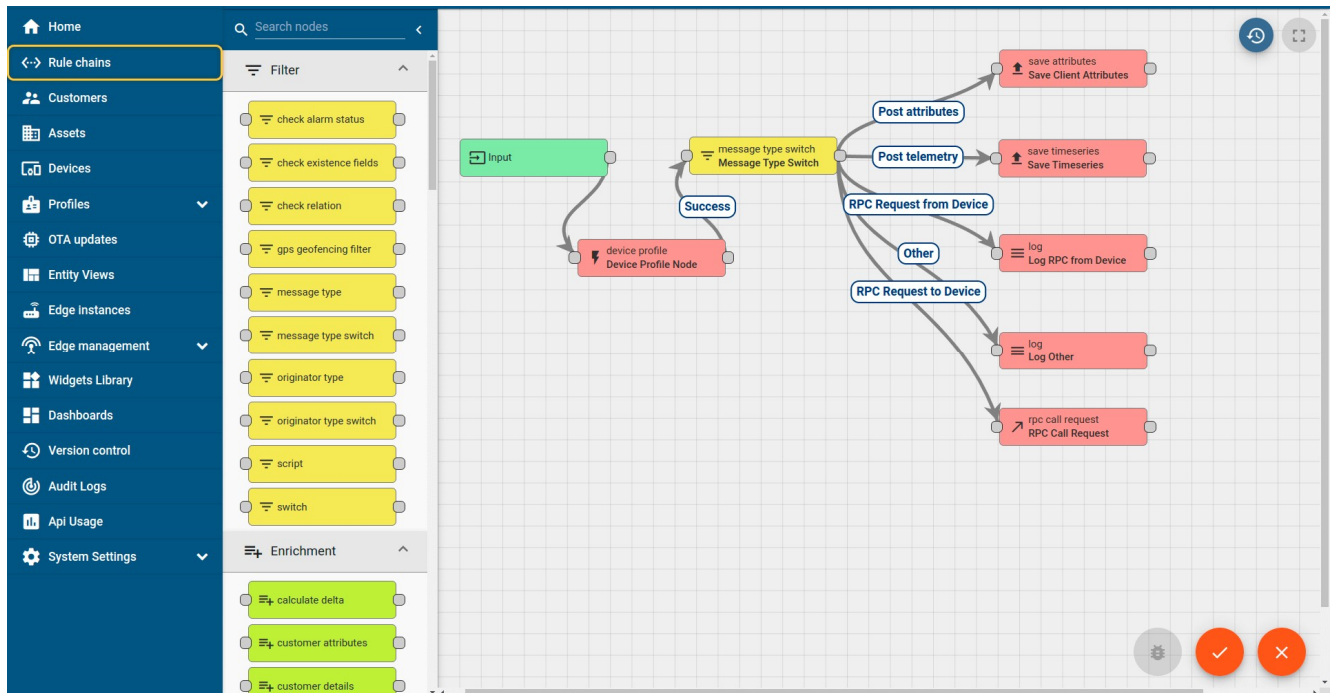 Home
Rule chains
Customers
Assets
Devices
Profiles
OTA updates
Entity Views
Edge instances
Edge management
Widgets Library
Dashboards
Version control
Audit Logs
Api Usage
System Settings
Search nodes
Filter
check alarm status
check existence fields
check relation
gps geofencing filter
message type
message type switch
originator type
originator type switch
script
switch
Enrichment
calculate delta
customer attributes
customer details
Input
device profile
Device Profile Node
Success
message type switch
Message Type Switch
Post attributes
Post telemetry
RPC Request from Device
Other
RPC Request to Device
save attributes
Save Client Attributes
save timeseries
Save Timeseries
log
Log RPC from Device
log
Log Other
rpc call request
RPC Call Request